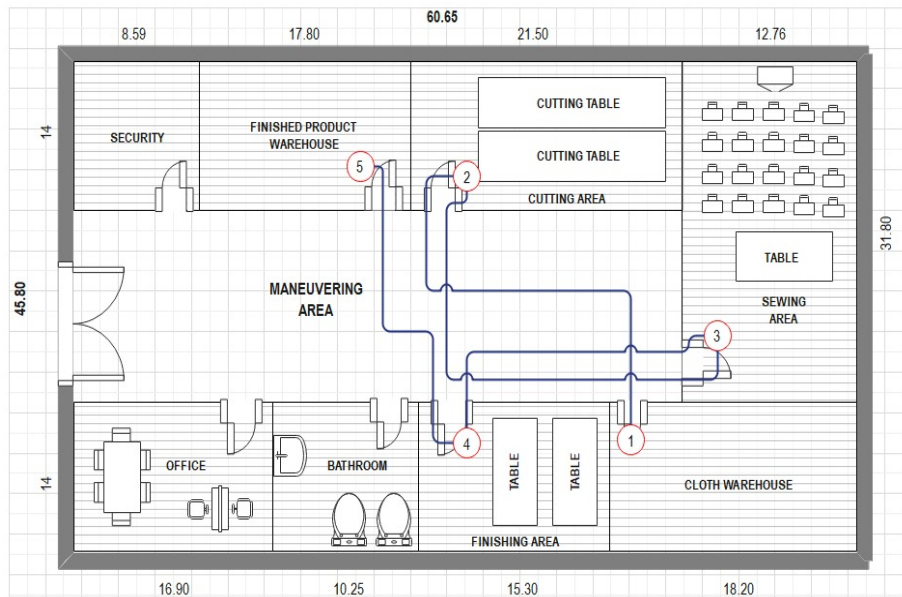 60.65
8.59
17.80
21.50
12.76
14
SECURITY
FINISHED PRODUCT
WAREHOUSE
CUTTING TABLE
CUTTING TABLE
5
2
CUTTING AREA
31.80
TABLE
45.80
MANEUVERING
AREA
SEWING
AREA
3
14
OFFICE
BATHROOM
4
TABLE
TABLE
1
CLOTH WAREHOUSE
FINISHING AREA
16.90
10.25
15.30
18.20